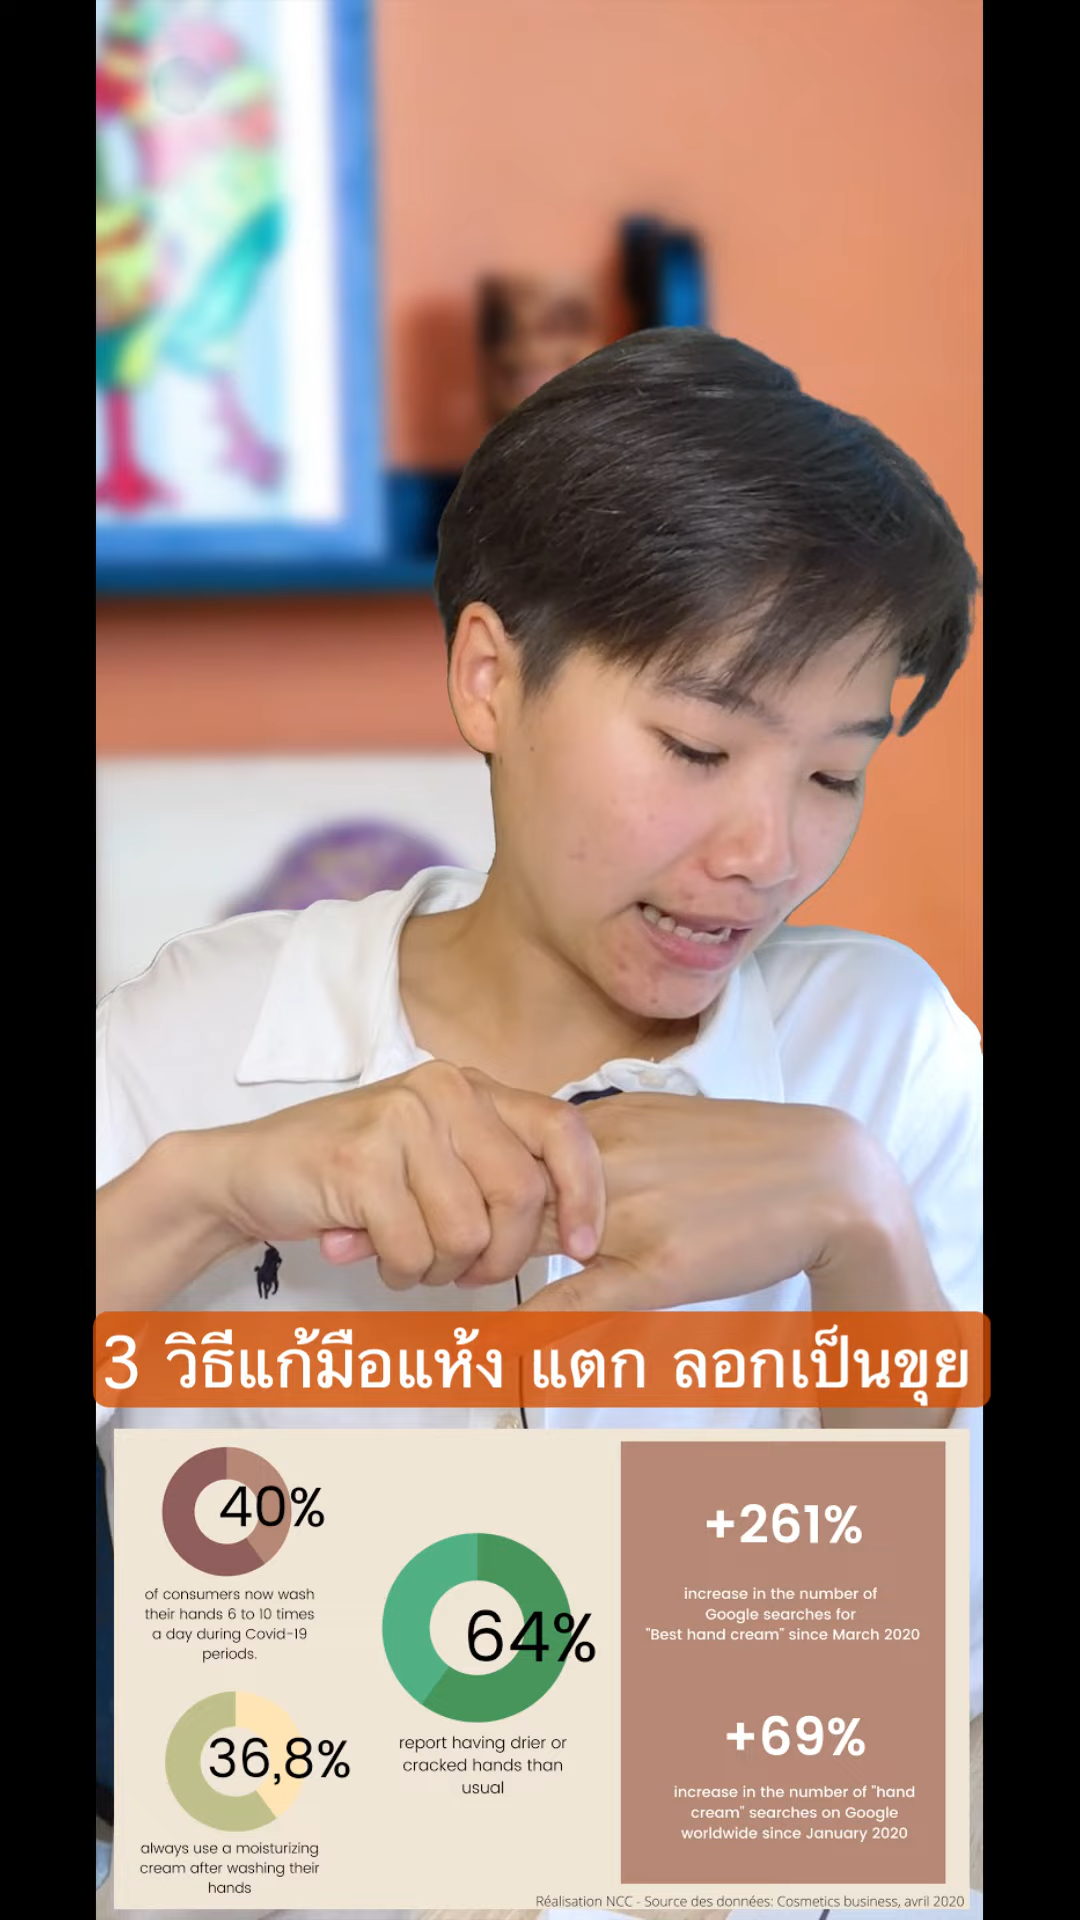 3 วิธีแก้มือแห้ง แตก ลอกเป็นขุย
40%
of consumers now wash
their hands 6 to 10 times
a day during Covid-19
periods.
36,8%
always use a moisturizing
cream after washing their
hands
64%
report having drier or
cracked hands than
usual
+261%
increase in the number of
Google searches for
"Best hand cream" since March 2020
+69%
increase in the number of "hand
cream" searches on Google
worldwide since January 2020
Réalisation NCC - Source des données: Cosmetics business, avril 2020